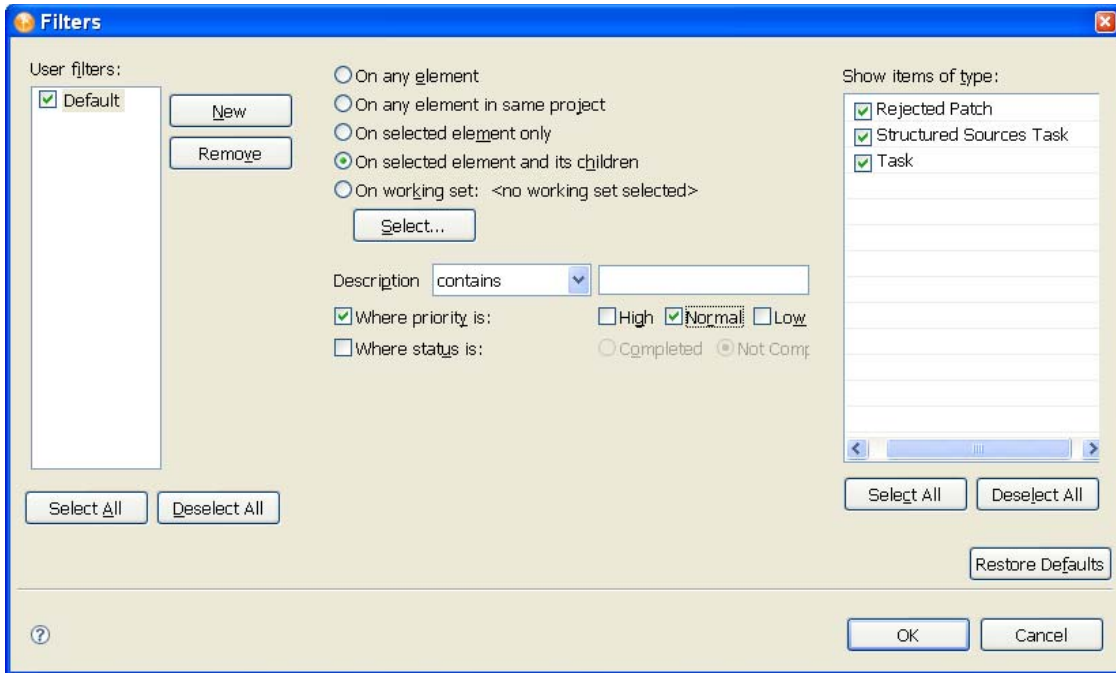 Filters
User filters:
Default
New
Remove
Select All
Deselect All
On any element
On any element in same project
On selected element only
On selected element and its children
On working set: <no working set selected>
Select...
Description contains
Where priority is: High Normal Low
Where status is: Completed Not Comp
Show items of type:
Rejected Patch
Structured Sources Task
Task
Select All
Deselect All
Restore Defaults
?
OK
Cancel